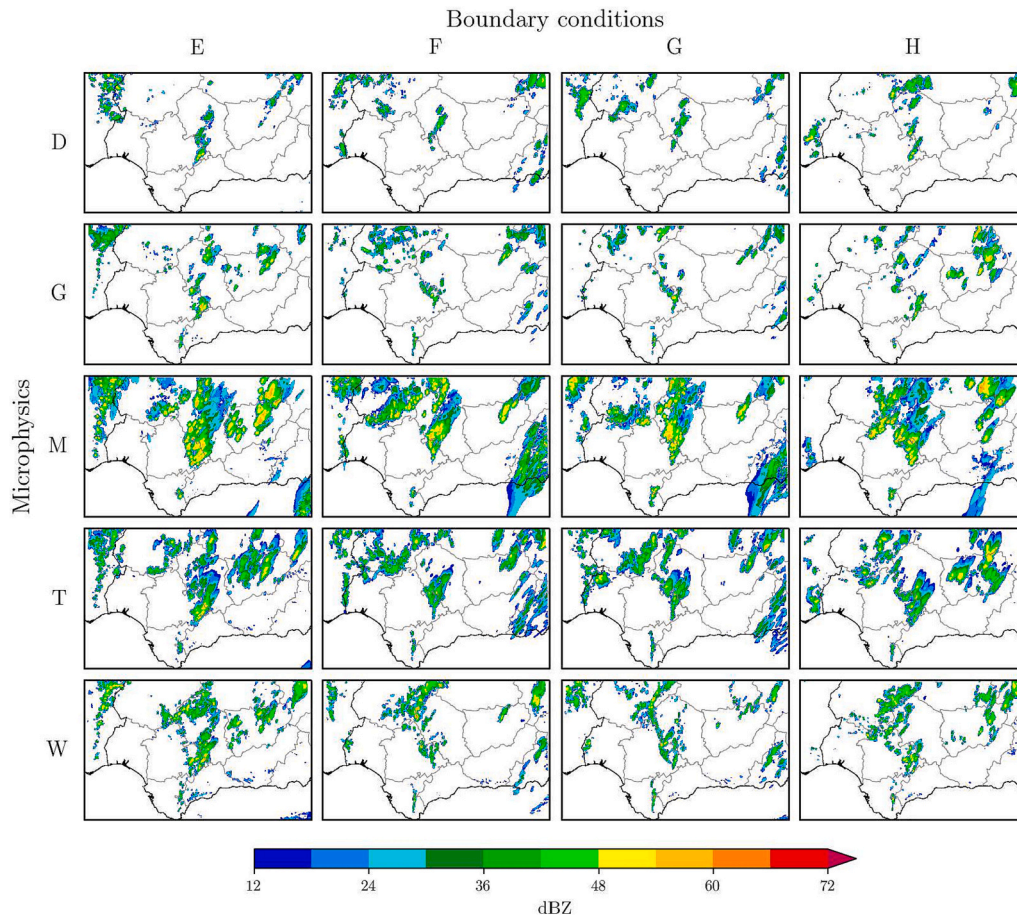 Boundary conditions
E F G H
D
G
Microphysics
M
T
W
12 24 36 48 60 72
dBZ